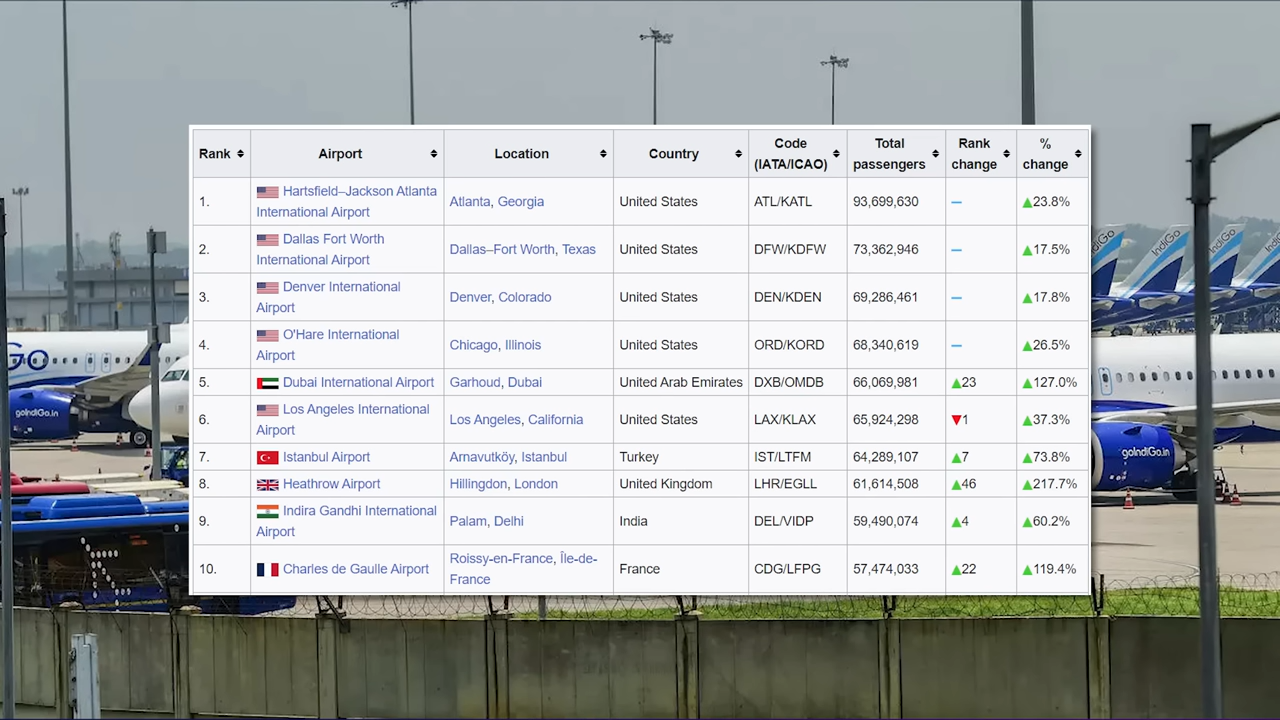 Rank
Airport
Location
Country
Code
(IATA/ICAO)
Total
passengers
Rank
change
%
change
1.
Hartsfield–Jackson Atlanta
International Airport
Atlanta, Georgia
United States
ATL/KATL
93,699,630
–
▲23.8%
2.
Dallas Fort Worth
International Airport
Dallas–Fort Worth, Texas
United States
DFW/KDFW
73,362,946
–
▲17.5%
3.
Denver International
Airport
Denver, Colorado
United States
DEN/KDEN
69,286,461
–
▲17.8%
4.
O'Hare International
Airport
Chicago, Illinois
United States
ORD/KORD
68,340,619
–
▲26.5%
5.
Dubai International Airport
Garhoud, Dubai
United Arab Emirates
DXB/OMDB
66,069,981
▲23
▲127.0%
6.
Los Angeles International
Airport
Los Angeles, California
United States
LAX/KLAX
65,924,298
▼1
▲37.3%
7.
Istanbul Airport
Arnavutköy, Istanbul
Turkey
IST/LTFM
64,289,107
▲7
▲73.8%
8.
Heathrow Airport
Hillingdon, London
United Kingdom
LHR/EGLL
61,614,508
▲46
▲217.7%
9.
Indira Gandhi International
Airport
Palam, Delhi
India
DEL/VIDP
59,490,074
▲4
▲60.2%
10.
Charles de Gaulle Airport
Roissy-en-France, Île-de-
France
France
CDG/LFPG
57,474,033
▲22
▲119.4%
IndiGo
IndiGo
IndiGo
Go
goIndiGo.in
goIndiGo.in